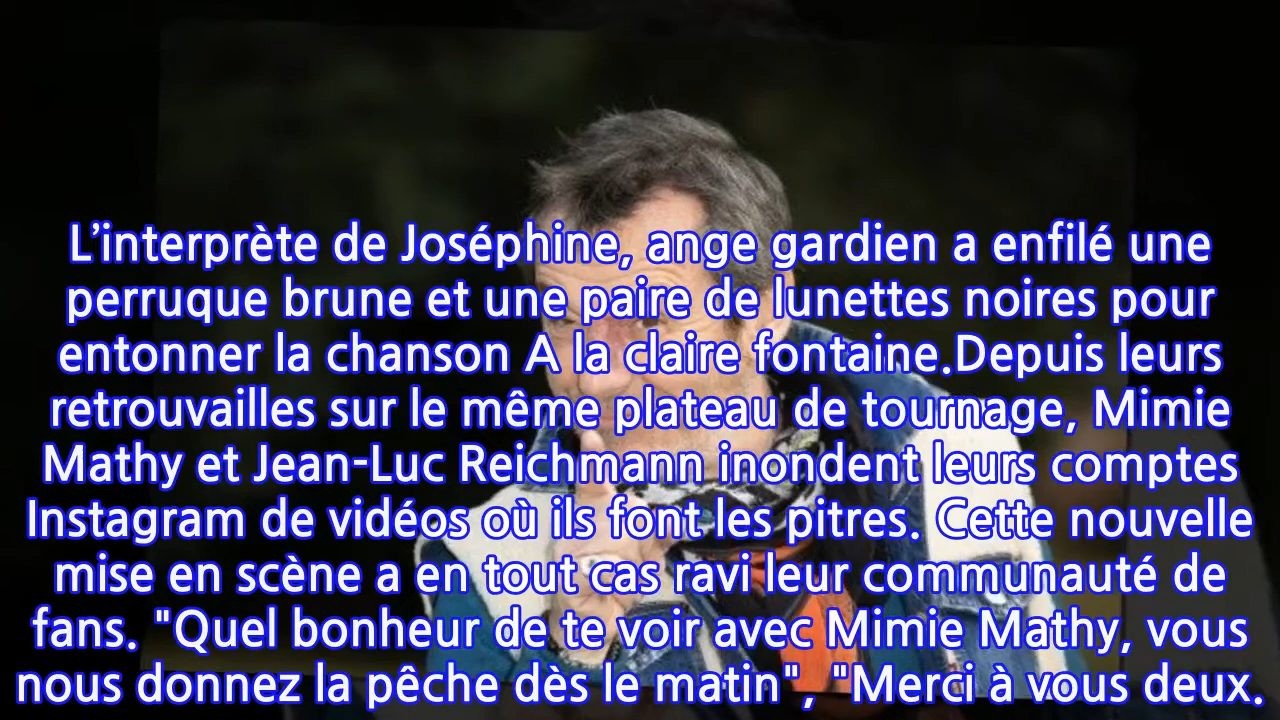 L’interprète de Joséphine, ange gardien a enfilé une
perruque brune et une paire de lunettes noires pour
entonner la chanson A la claire fontaine.Depuis leurs
retrouvailles sur le même plateau de tournage, Mimie
Mathy et Jean-Luc Reichmann inondent leurs comptes
Instagram de vidéos où ils font les pitres. Cette nouvelle
mise en scène a en tout cas ravi leur communauté de
fans. "Quel bonheur de te voir avec Mimie Mathy, vous
nous donnez la pêche dès le matin", "Merci à vous deux.